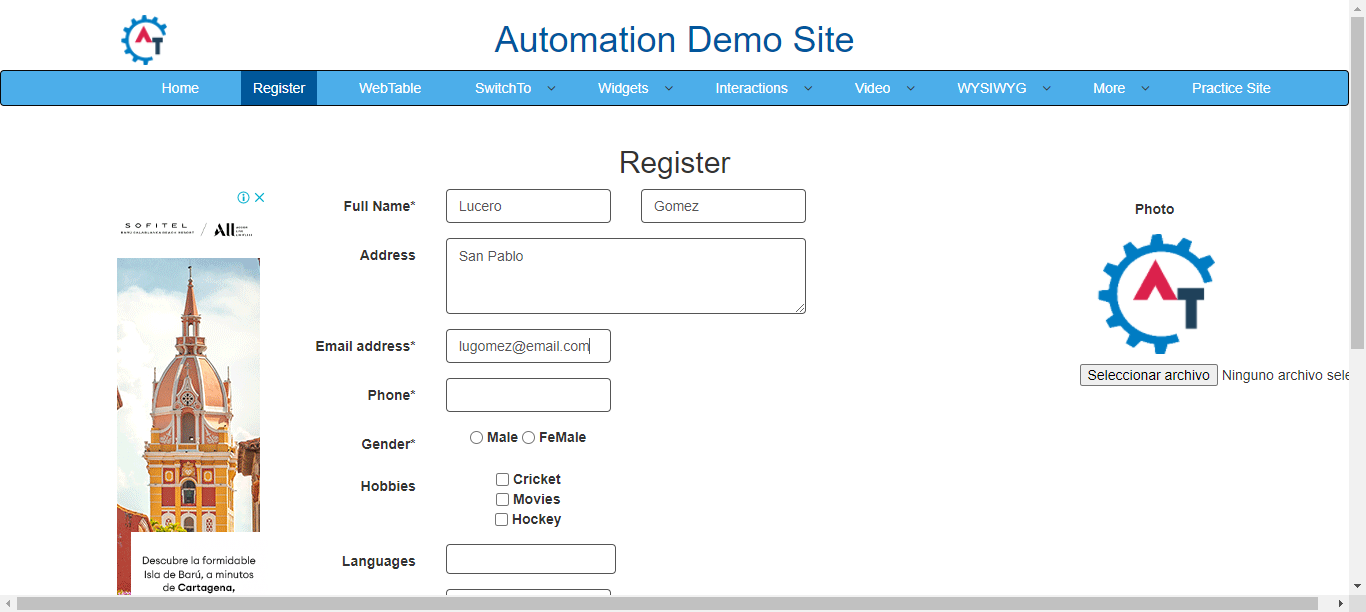 AT
Automation Demo Site
Home Register WebTable SwitchTo Widgets Interactions Video WYSIWYG More Practice Site
Register
Full Name* Lucero Gomez
Photo
SOFITEL / All
Address San Pablo
AT
Email address* lugomez@email.com
Seleccionar archivo Ninguno archivo sele
Phone*
Gender* Male FeMale
Hobbies
Cricket
Movies
Hockey
Languages
Descubre la formidable
Isla de Barú, a minutos
de Cartagena,